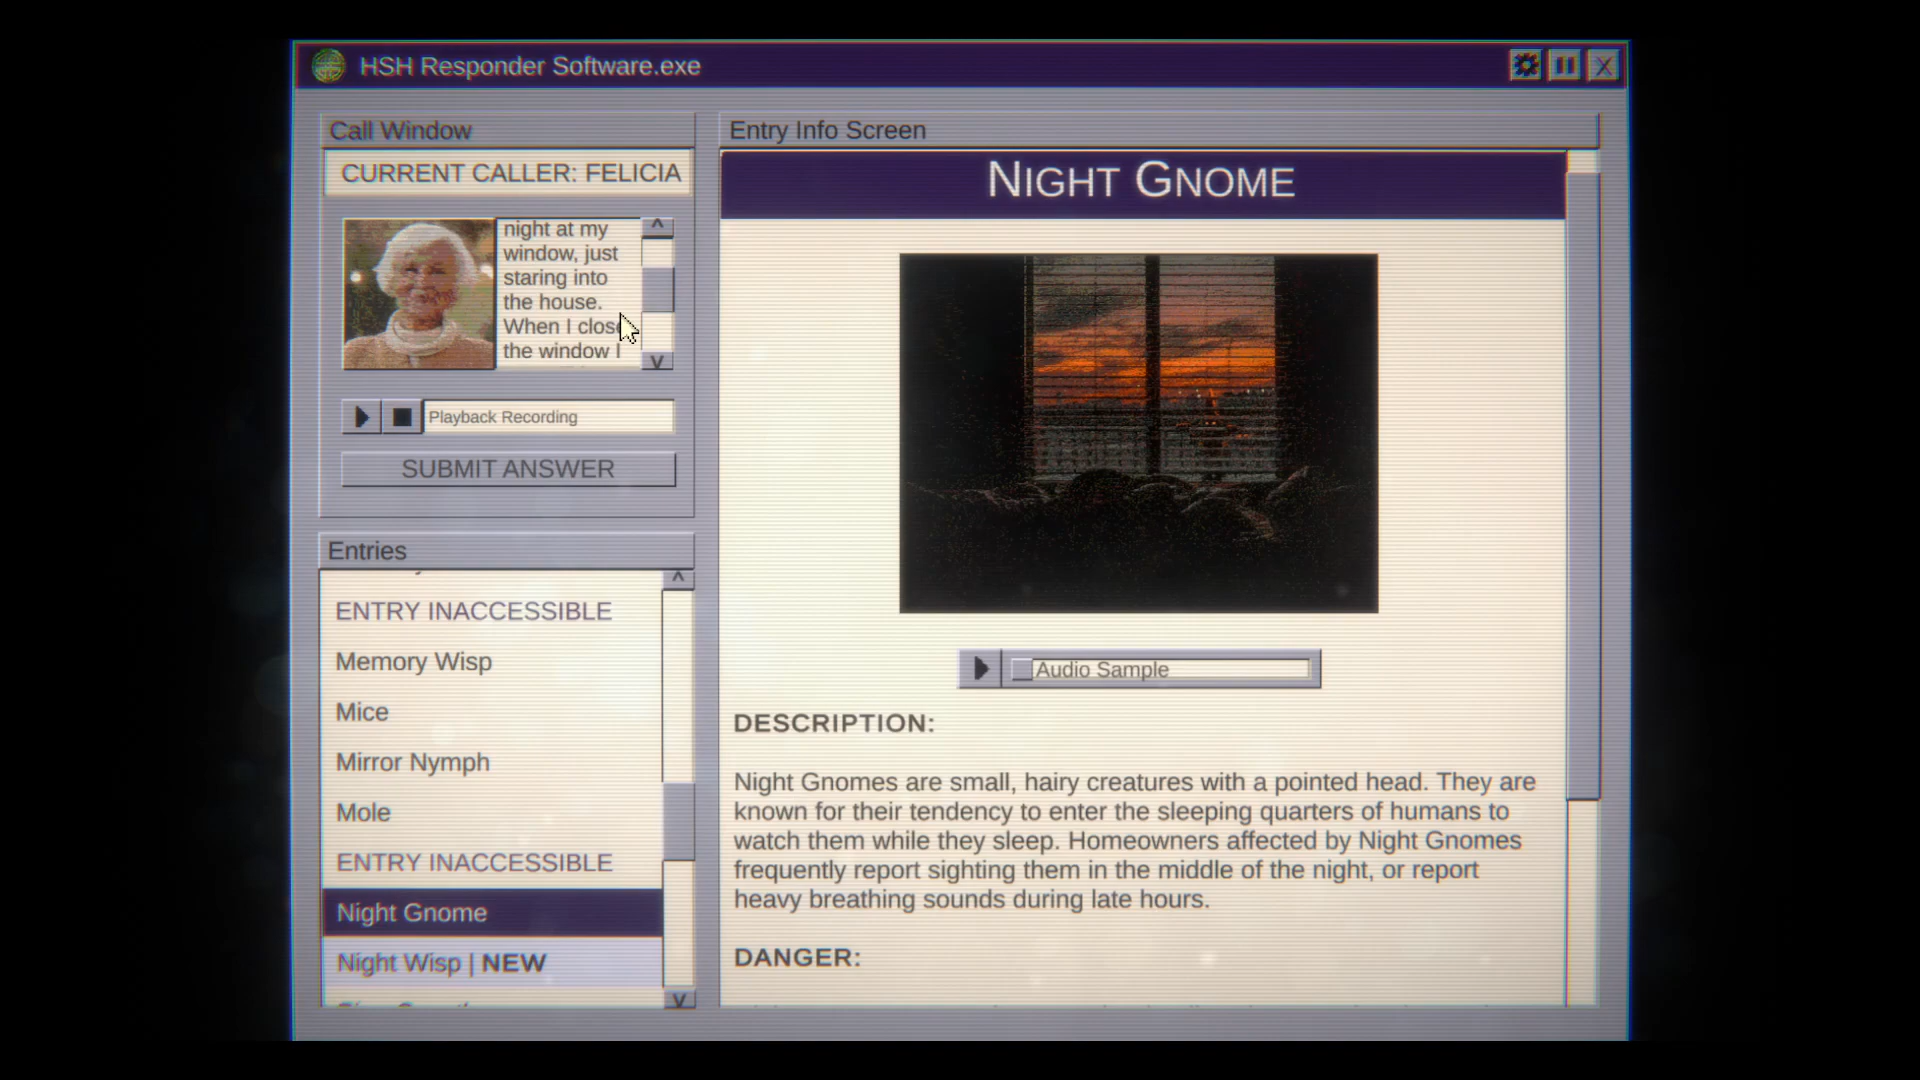 HSH Responder Software.exe
X
Call Window
CURRENT CALLER: FELICIA
night at my
window, just
staring into
the house.
When I close
the window I
Playback Recording
SUBMIT ANSWER
Entries
ENTRY INACCESSIBLE
Memory Wisp
Mice
Mirror Nymph
Mole
ENTRY INACCESSIBLE
Night Gnome
Night Wisp | NEW
Entry Info Screen
NIGHT GNOME
Audio Sample
DESCRIPTION:
Night Gnomes are small, hairy creatures with a pointed head. They are
known for their tendency to enter the sleeping quarters of humans to
watch them while they sleep. Homeowners affected by Night Gnomes
frequently report sighting them in the middle of the night, or report
heavy breathing sounds during late hours.
DANGER: